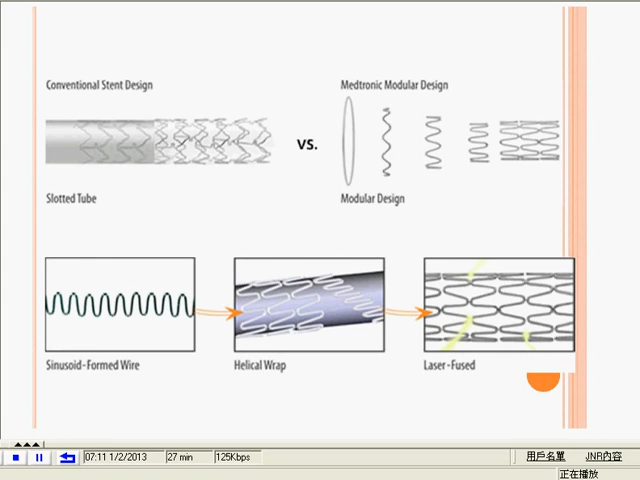 Conventional Stent Design
Medtronic Modular Design
VS.
Slotted Tube
Modular Design
Sinusoid-Formed Wire
Helical Wrap
Laser-Fused
07:11 1/2/2013
27 min
125Kbps
用戶名單
JNR內容
正在播放